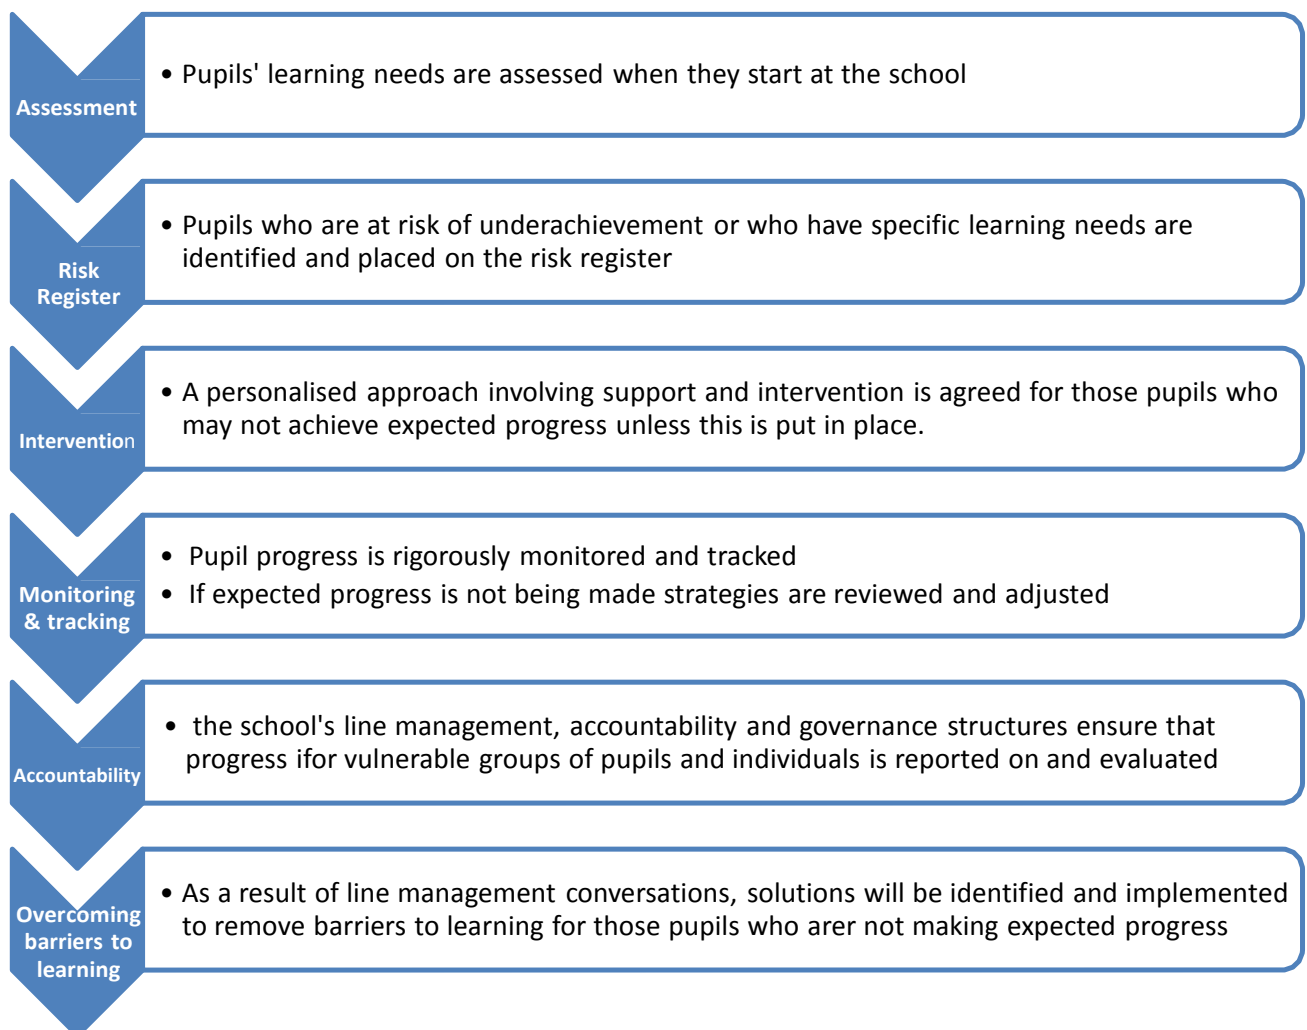 Assessment
• Pupils' learning needs are assessed when they start at the school
Risk
Register
• Pupils who are at risk of underachievement or who have specific learning needs are
identified and placed on the risk register
Intervention
• A personalised approach involving support and intervention is agreed for those pupils who
may not achieve expected progress unless this is put in place.
Monitoring
& tracking
• Pupil progress is rigorously monitored and tracked
• If expected progress is not being made strategies are reviewed and adjusted
Accountability
• the school's line management, accountability and governance structures ensure that
progress ifor vulnerable groups of pupils and individuals is reported on and evaluated
Overcoming
barriers to
learning
• As a result of line management conversations, solutions will be identified and implemented
to remove barriers to learning for those pupils who arer not making expected progress